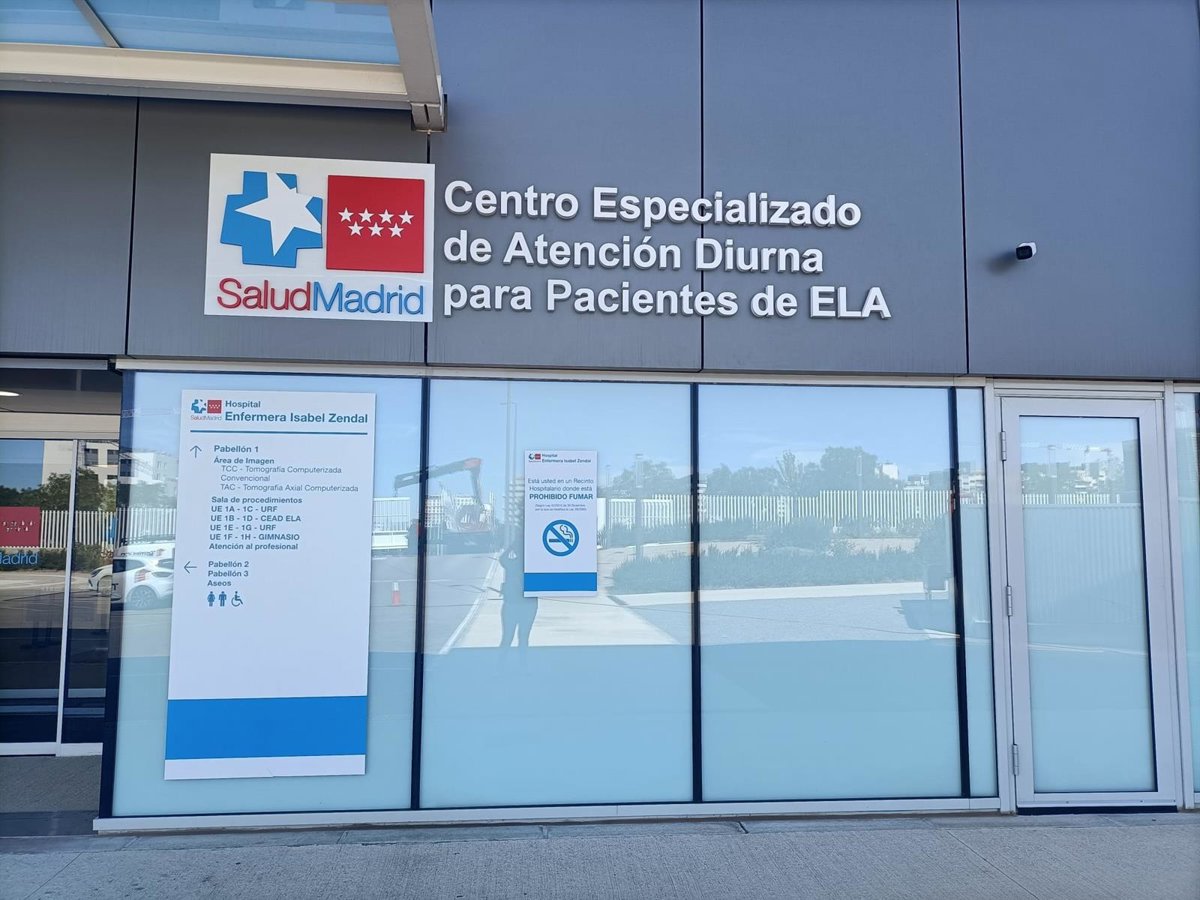 SaludMadrid
Centro Especializado
de Atención Diurna
para Pacientes de ELA
SaludMadrid
Hospital
Enfermera Isabel Zendal
Pabellón 1
Área de Imagen
TCC - Tomografía Computerizada
Convencional
TAC - Tomografía Axial Computerizada
Sala de procedimientos
UE 1A - 1C - URF
UE 1B - 1D - CEAD ELA
UE 1E - 1G - URF
UE 1F - 1H - GIMNASIO
Atención al profesional
Pabellón 2
Pabellón 3
Aseos
Hospital
Enfermera Isabel Zendal
Está usted en un Recinto
Hospitalario donde está
PROHIBIDO FUMAR
adrid